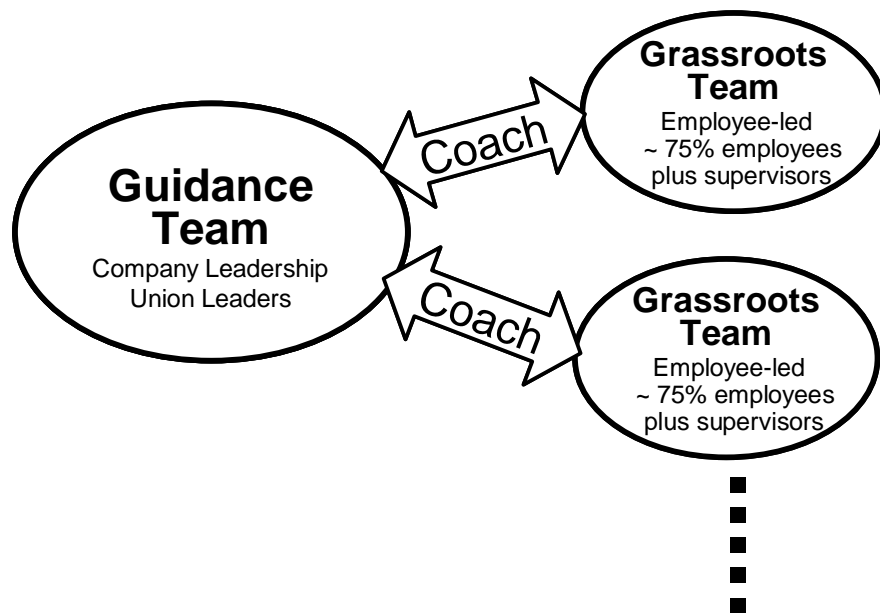 Guidance
Team
Company Leadership
Union Leaders
Coach
Grassroots
Team
Employee-led
~ 75% employees
plus supervisors
Coach
Grassroots
Team
Employee-led
~ 75% employees
plus supervisors